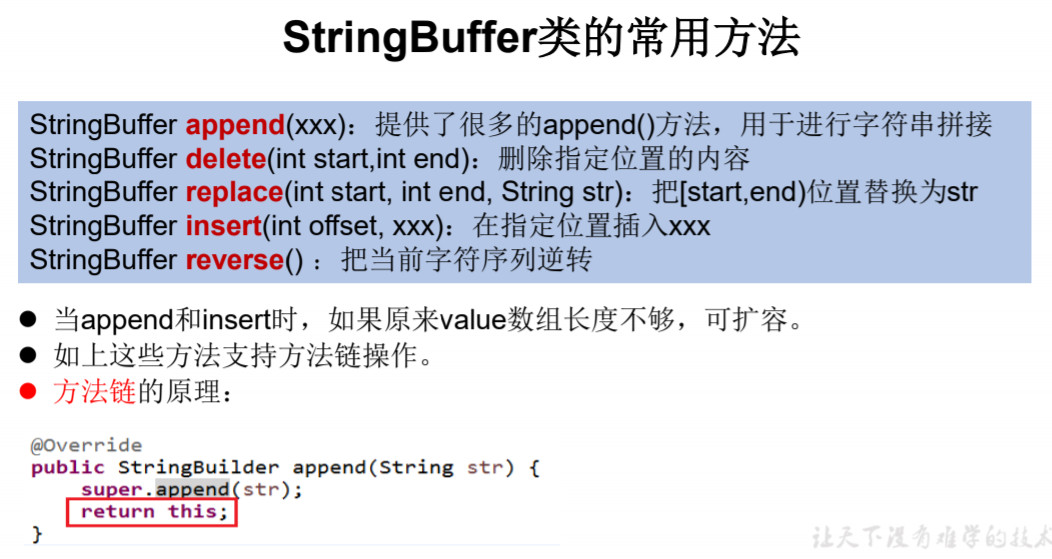 StringBuffer类的常用方法
StringBuffer append(xxx)：提供了很多的append()方法，用于进行字符串拼接
StringBuffer delete(int start,int end)：删除指定位置的内容
StringBuffer replace(int start, int end, String str)：把[start,end)位置替换为str
StringBuffer insert(int offset, xxx)：在指定位置插入xxx
StringBuffer reverse() ：把当前字符序列逆转
● 当append和insert时，如果原来value数组长度不够，可扩容。
● 如上这些方法支持方法链操作。
● 方法链的原理：
@Override
public StringBuilder append(String str) {
    super.append(str);
    return this;
}
让天下没有难学的技术